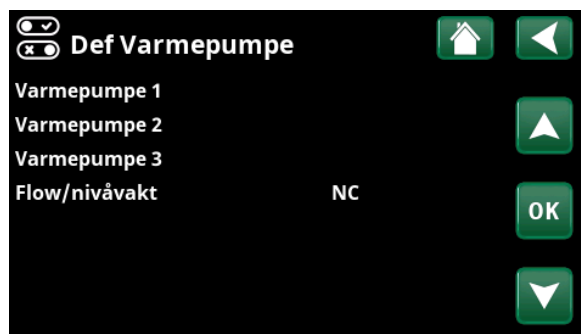 Def Varmepumpe
Varmepumpe 1
Varmepumpe 2
Varmepumpe 3
Flow/nivåvakt NC
OK